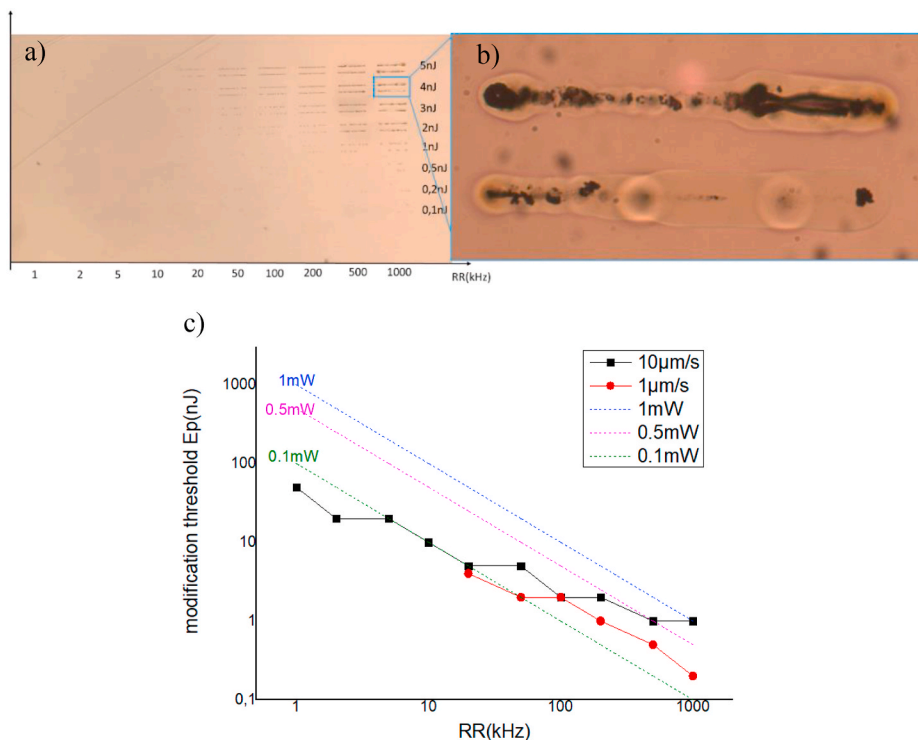 a)
5nJ
4nJ
3nJ
2nJ
1nJ
0,5nJ
0,2nJ
0,1nJ
1 2 5 10 20 50 100 200 500 1000 RR(kHz)
b)
c)
modification threshold Ep(nJ)
1000
100
10
1
0,1
1mW
0.5mW
0.1mW
10µm/s
1µm/s
1mW
0.5mW
0.1mW
1 10 100 1000
RR(kHz)